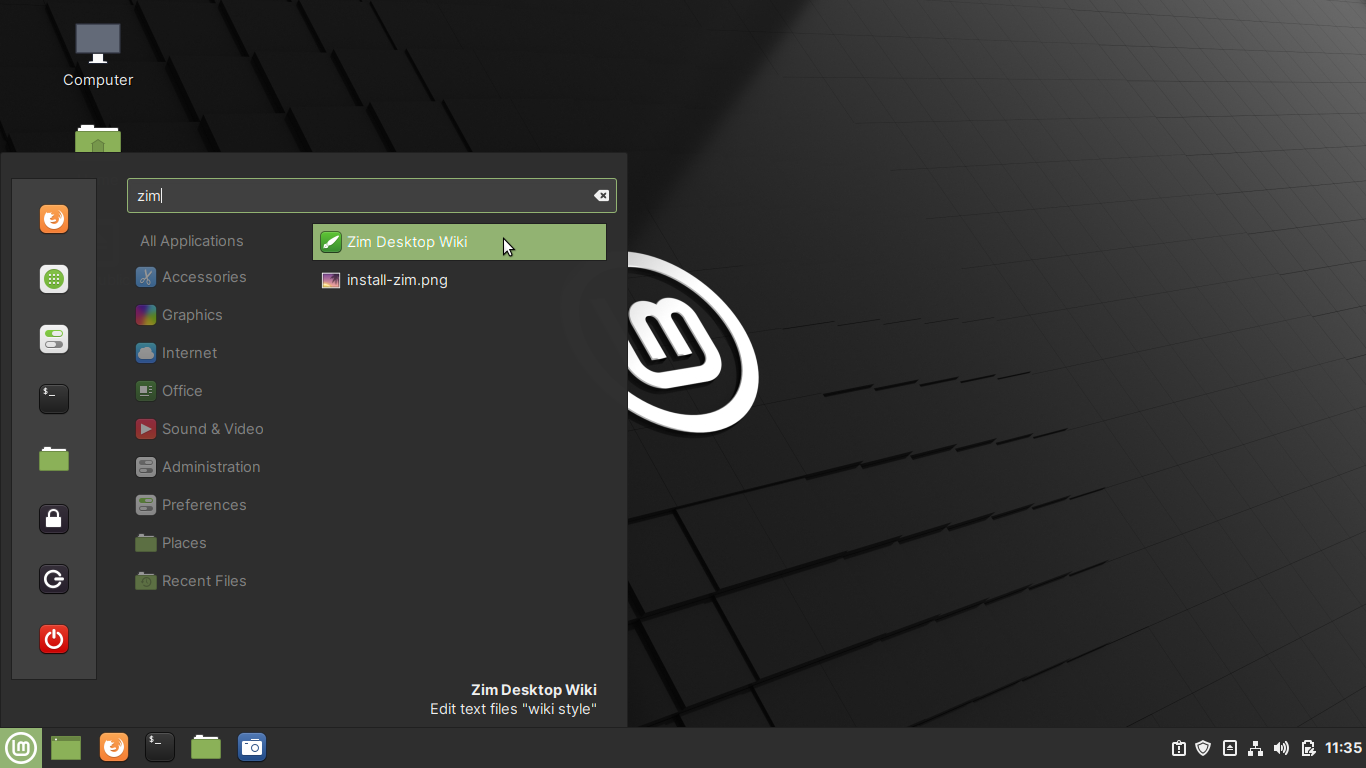 Computer
zim
All Applications
Zim Desktop Wiki
Accessories
install-zim.png
Graphics
Internet
Office
Sound & Video
Administration
Preferences
Places
Recent Files
Zim Desktop Wiki
Edit text files "wiki style"
11:35